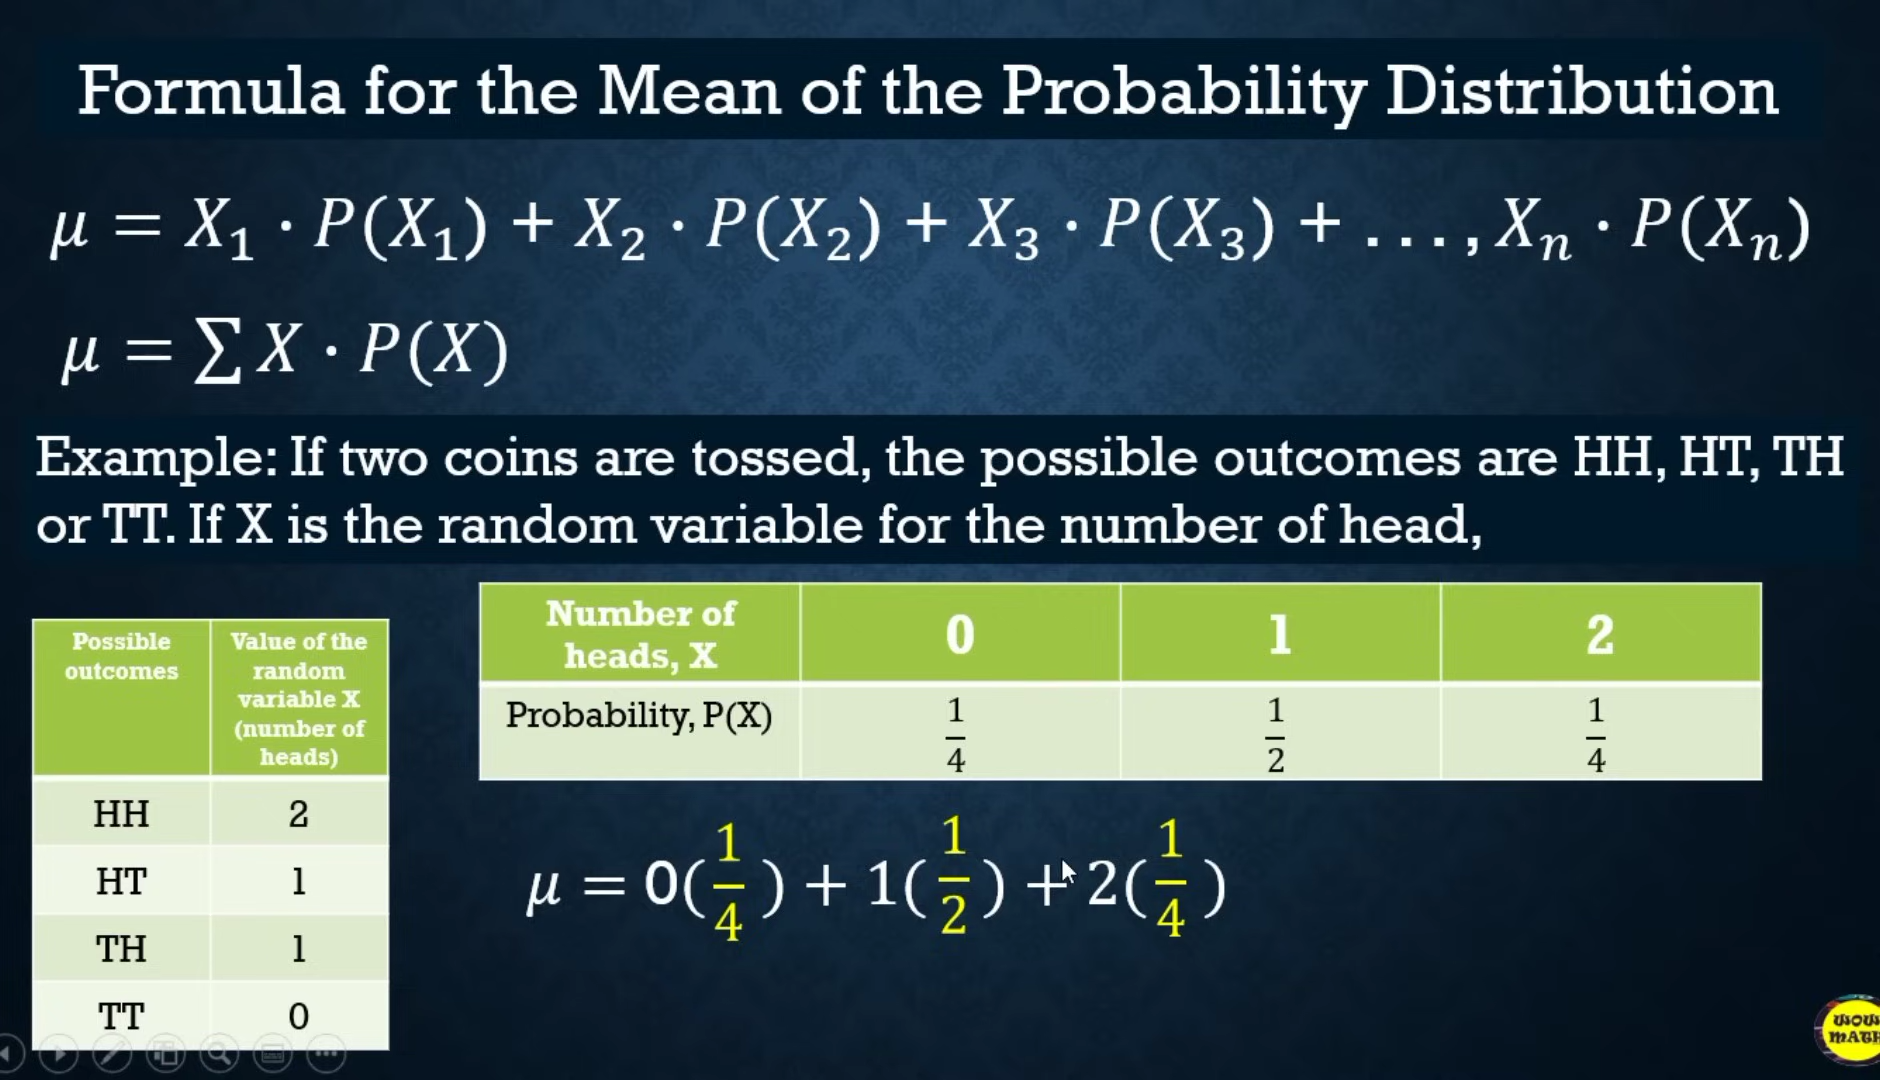 Formula for the Mean of the Probability Distribution
μ = X₁ · P(X₁) + X₂ · P(X₂) + X₃ · P(X₃) + ..., Xₙ · P(Xₙ)
μ = ∑ X · P(X)
Example: If two coins are tossed, the possible outcomes are HH, HT, TH
or TT. If X is the random variable for the number of head,
Possible
outcomes
Value of the
random
variable X
(number of
heads)
HH 2
HT 1
TH 1
TT 0
Number of
heads, X
0 1 2
Probability, P(X) 1/4 1/2 1/4
μ = 0(1/4) + 1(1/2) + 2(1/4)
WOW
MATH